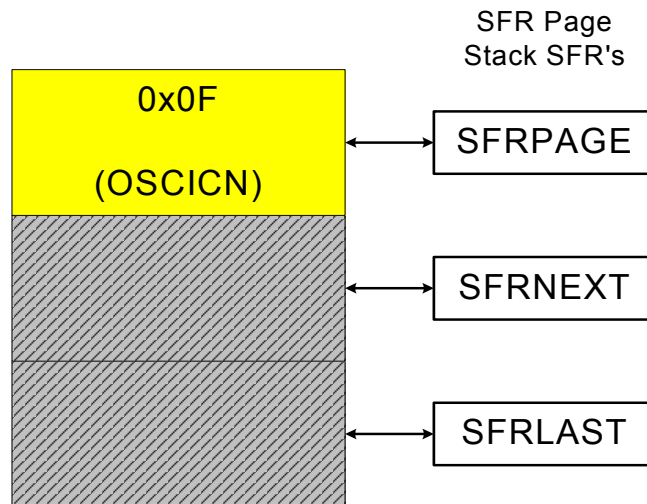 SFR Page
Stack SFR's
0x0F
(OSCICN)
SFRPAGE
SFRNEXT
SFRLAST